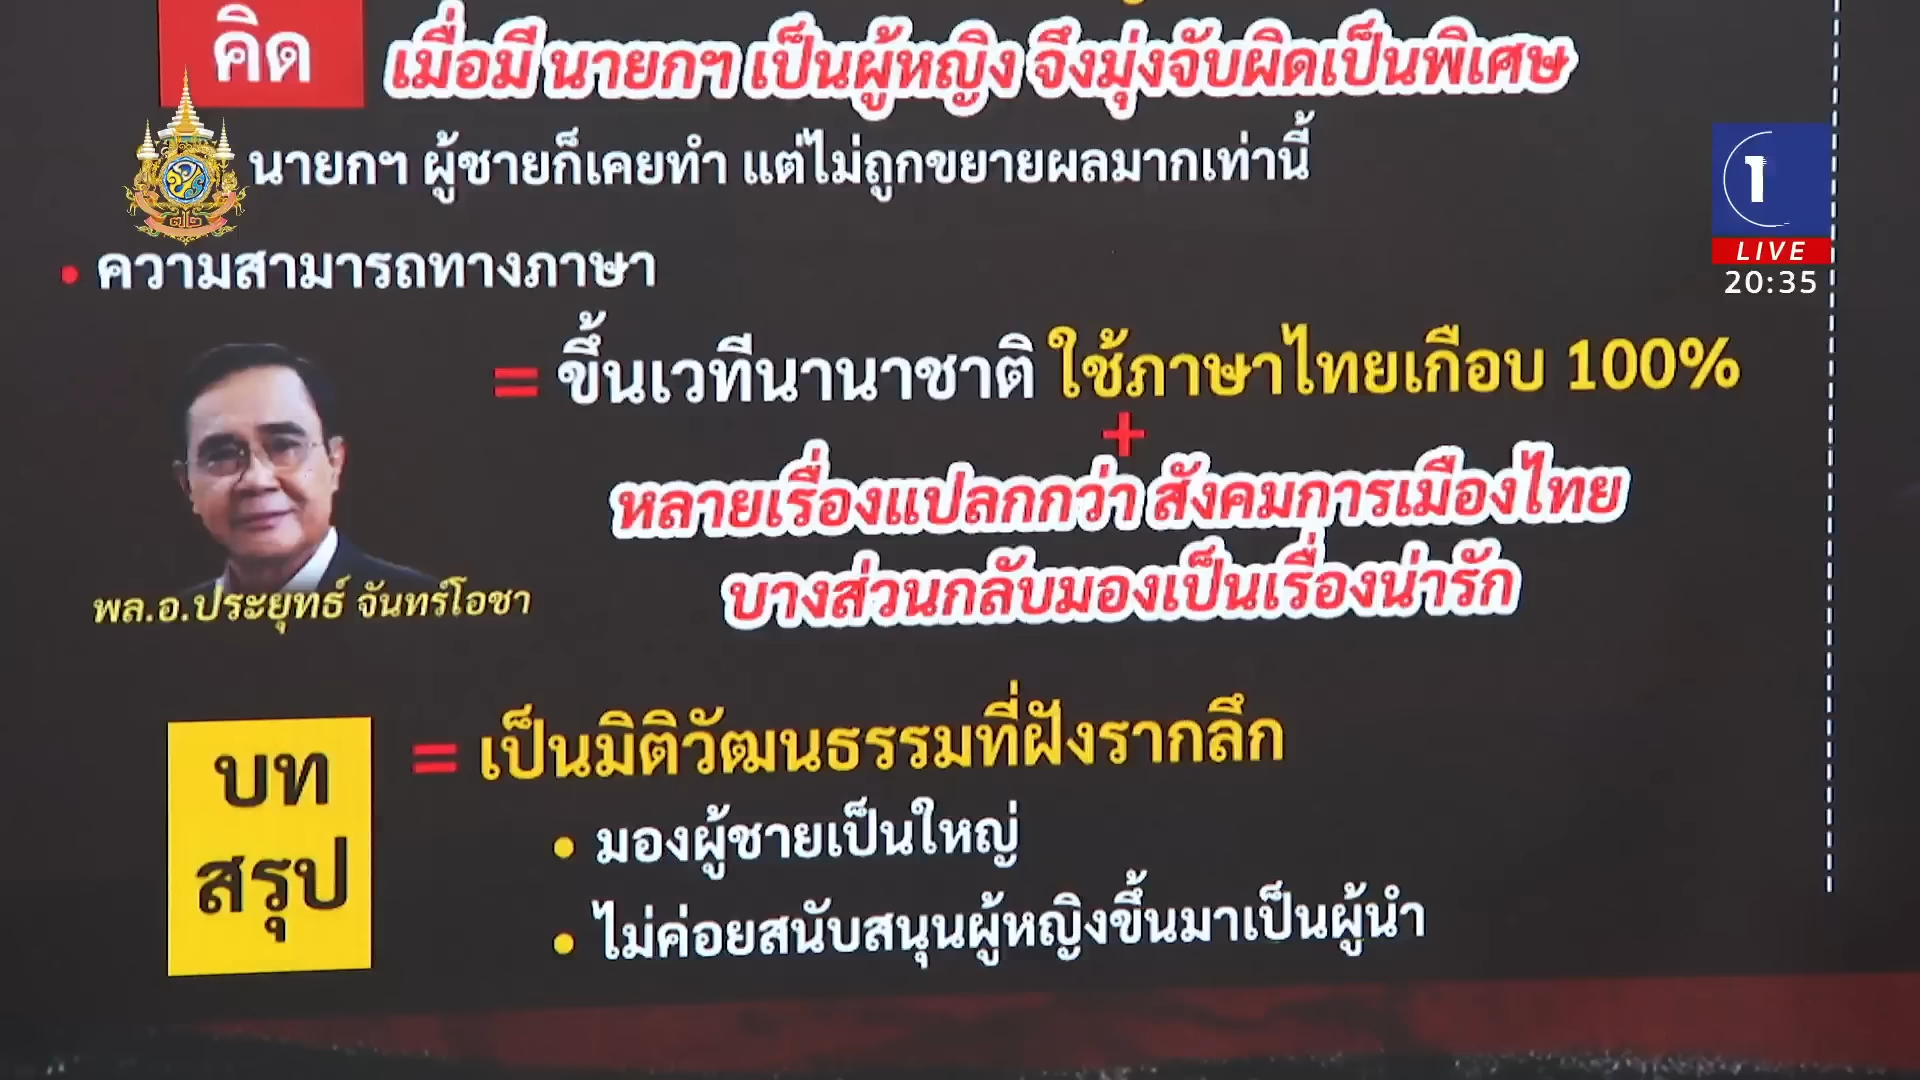 คิด
เมื่อมี นายกฯ เป็นผู้หญิง จึงมุ่งจับผิดเป็นพิเศษ
นายกฯ ผู้ชายก็เคยทำ แต่ไม่ถูกขยายผลมากเท่านี้
1
LIVE
20:35
• ความสามารถทางภาษา
= ขึ้นเวทีนานาชาติ ใช้ภาษาไทยเกือบ 100%
+
หลายเรื่องแปลกกว่า สังคมการเมืองไทย
บางส่วนกลับมองเป็นเรื่องน่ารัก
พล.อ.ประยุทธ์ จันทร์โอชา
บท
สรุป
= เป็นมิติวัฒนธรรมที่ฝังรากลึก
• มองผู้ชายเป็นใหญ่
• ไม่ค่อยสนับสนุนผู้หญิงขึ้นมาเป็นผู้นำ